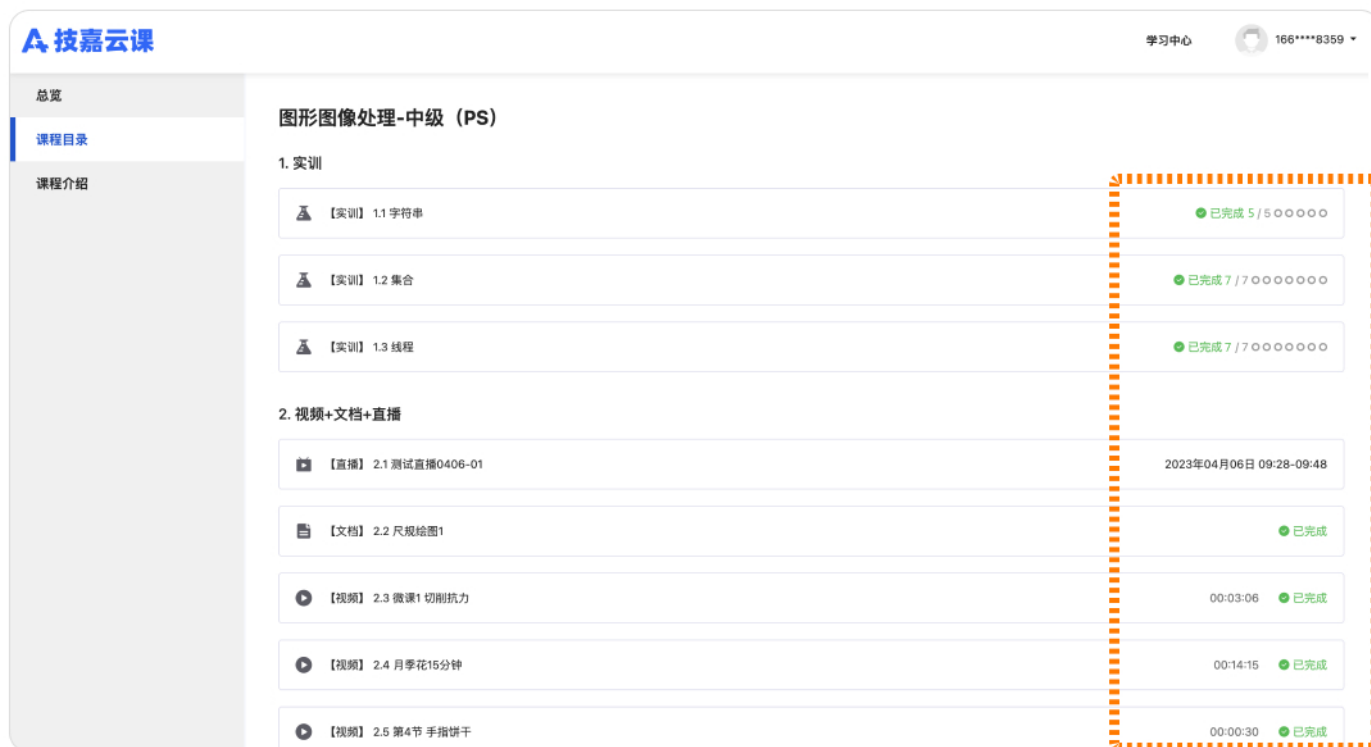 技嘉云课
学习中心 166****8359
总览
课程目录
课程介绍
图形图像处理-中级（PS）
1. 实训
【实训】 1.1 字符串 已完成 5 / 5
【实训】 1.2 集合 已完成 7 / 7
【实训】 1.3 线程 已完成 7 / 7
2. 视频+文档+直播
【直播】 2.1 测试直播0406-01 2023年04月06日 09:28-09:48
【文档】 2.2 尺规绘图1 已完成
【视频】 2.3 微课1 切削抗力 00:03:06 已完成
【视频】 2.4 月季花15分钟 00:14:15 已完成
【视频】 2.5 第4节 手指饼干 00:00:30 已完成